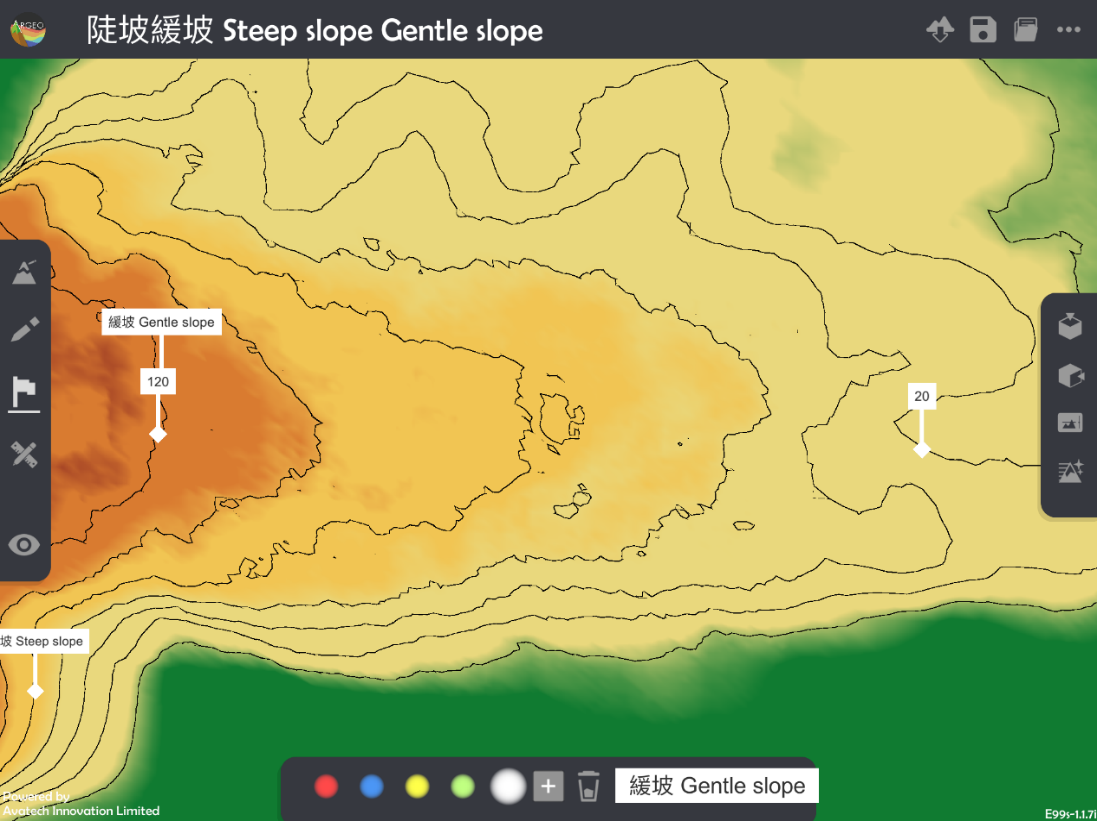 ARGEO
陡坡緩坡 Steep slope Gentle slope
緩坡 Gentle slope
120
20
坡 Steep slope
緩坡 Gentle slope
Powered by
Avatech Innovation Limited
E99s-1.1.7i